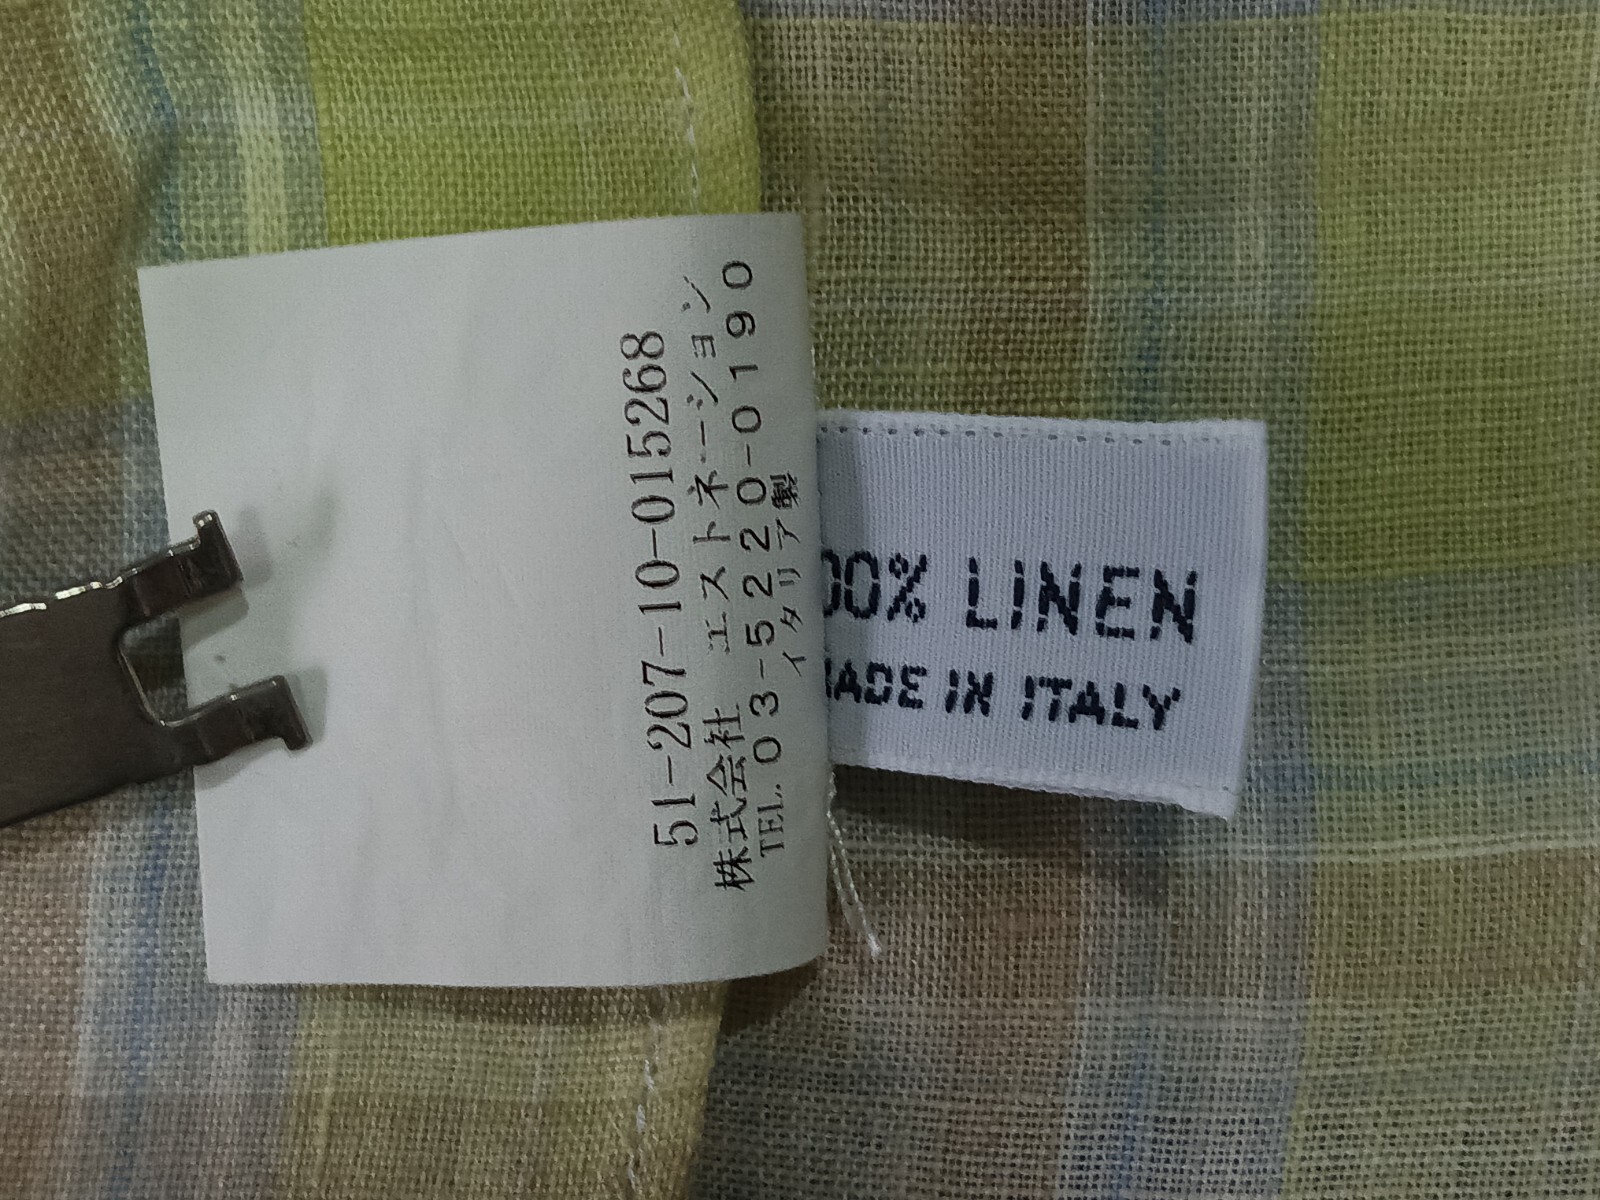 51-207-10-015268
株式会社 エストネーション
TEL.03-5220-0190
イタリア製
00% LINEN
MADE IN ITALY